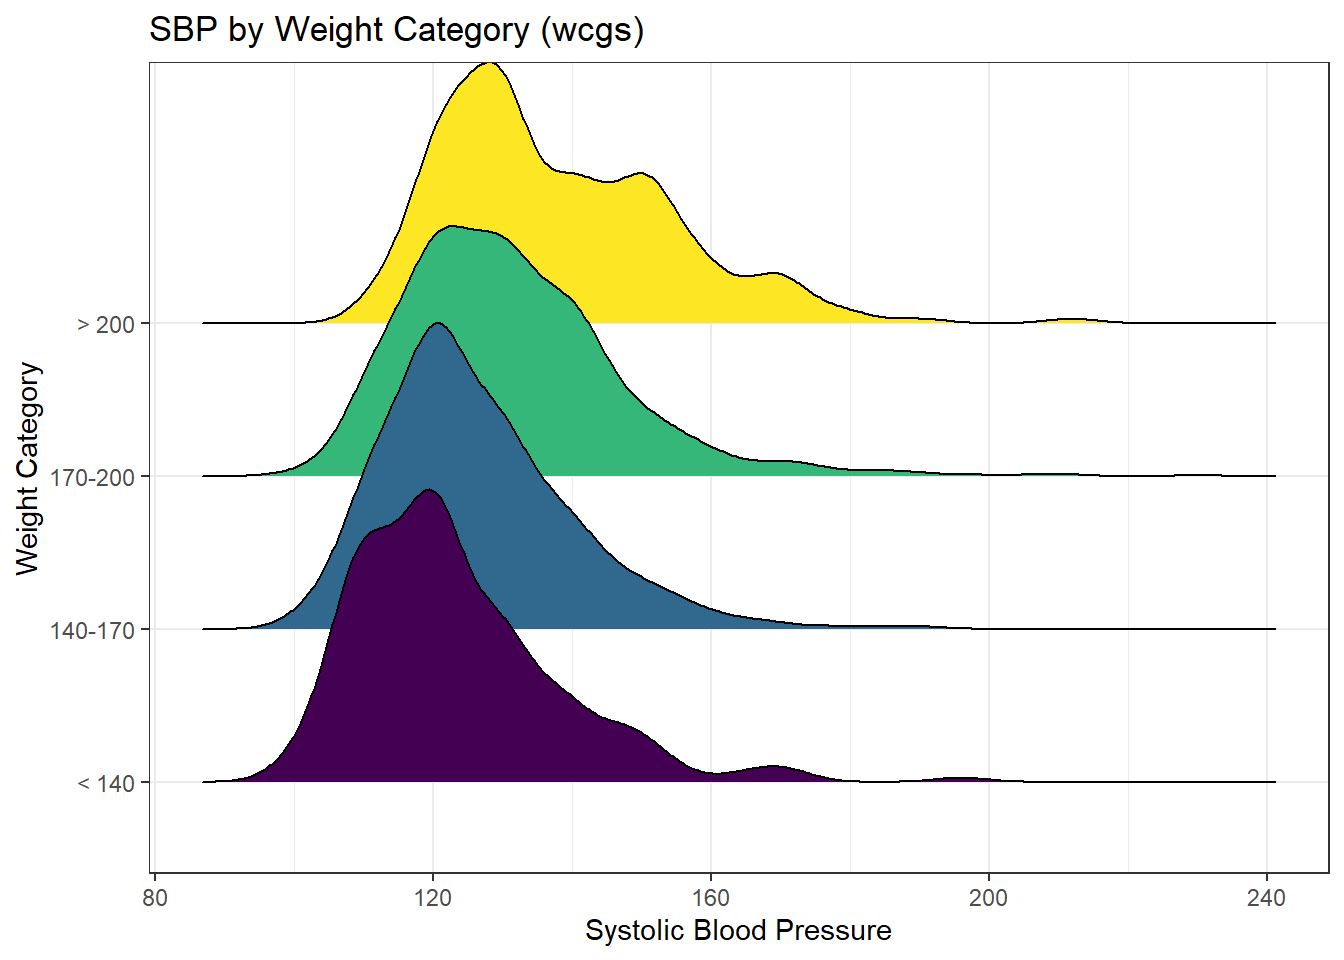 SBP by Weight Category (wcgs)
Weight Category
> 200
170-200
140-170
< 140
80 120 160 200 240
Systolic Blood Pressure